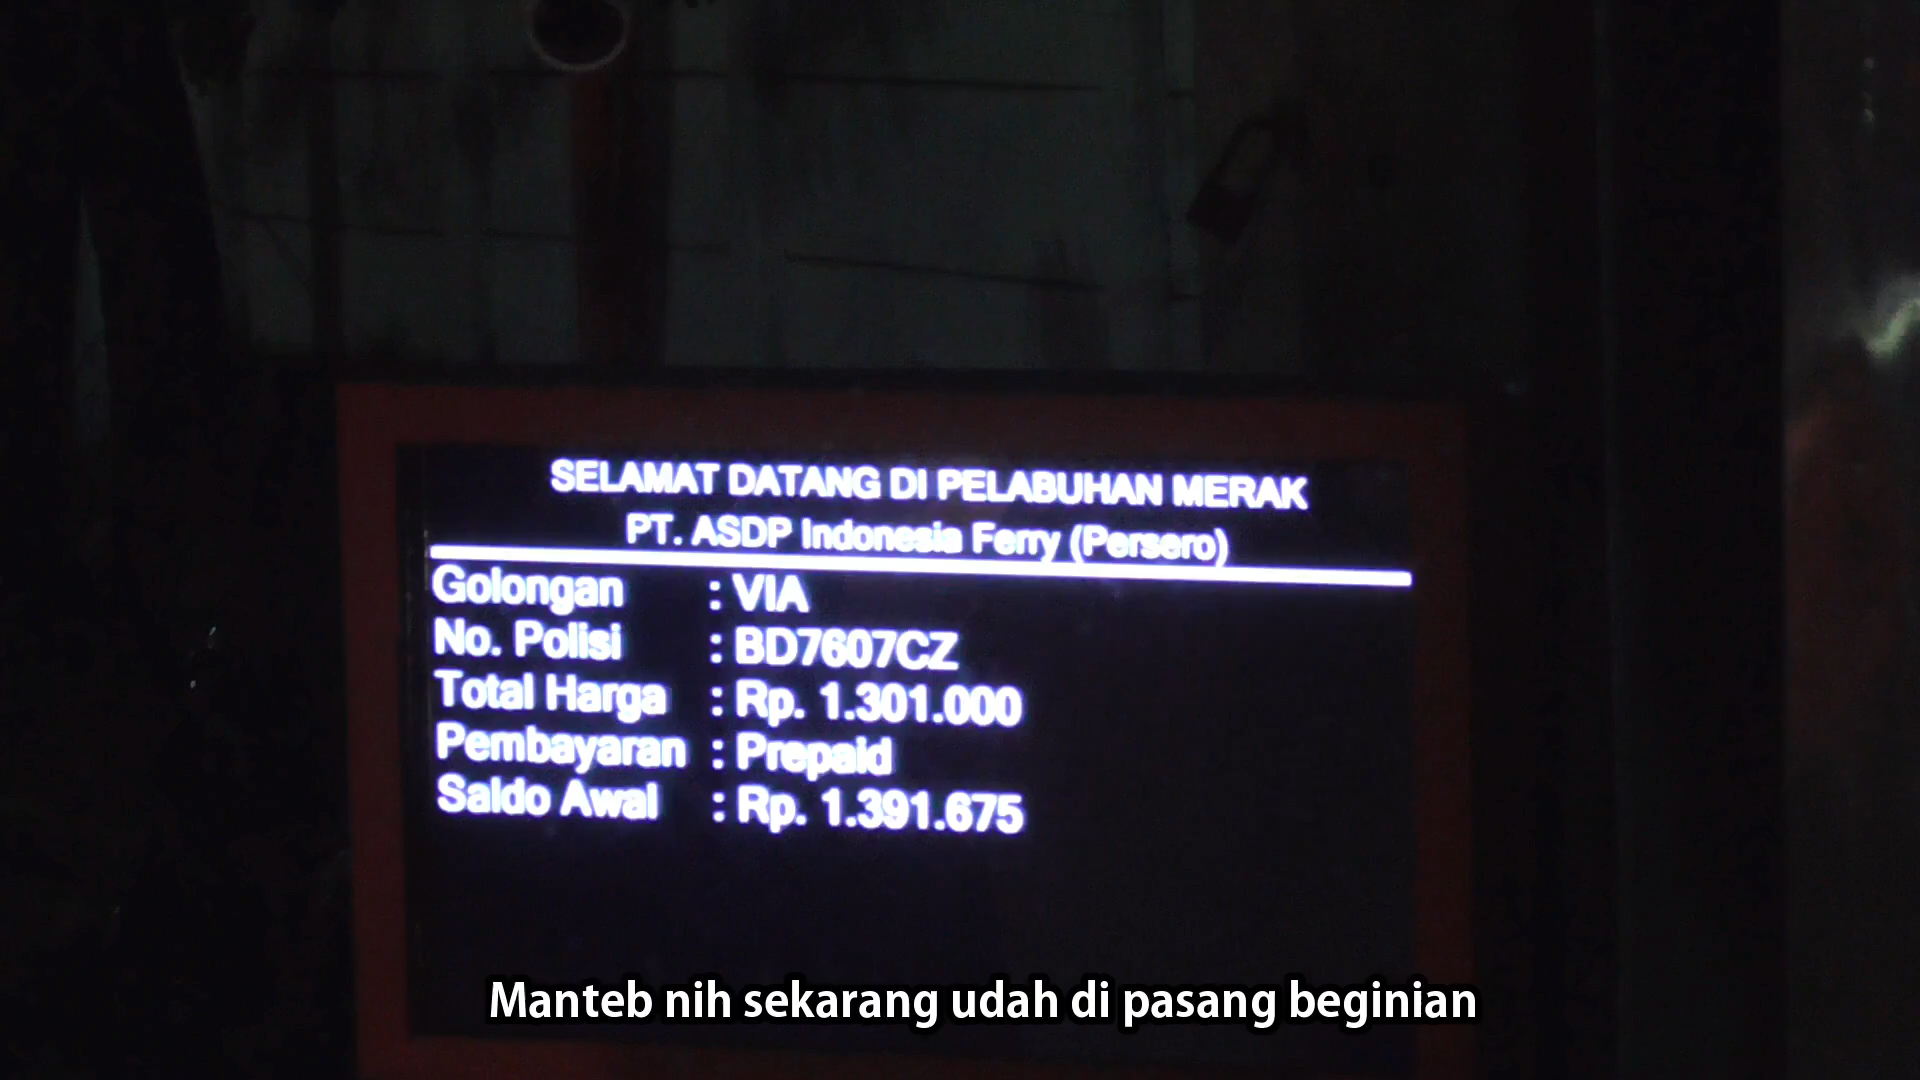 SELAMAT DATANG DI PELABUHAN MERAK
PT. ASDP Indonesia Ferry (Persero)
Golongan : VIA
No. Polisi : BD7607CZ
Total Harga : Rp. 1.301.000
Pembayaran : Prepaid
Saldo Awal : Rp. 1.391.675
Manteb nih sekarang udah di pasang beginian